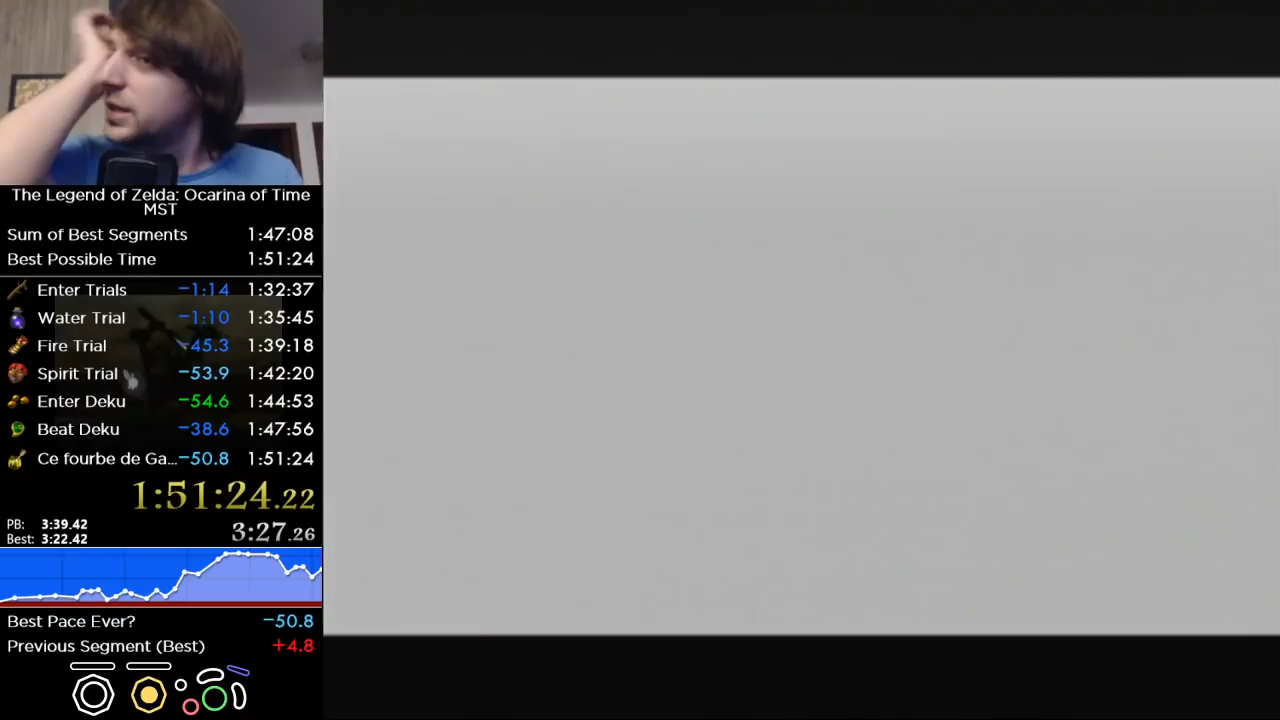 The Legend of Zelda: Ocarina of Time
MST
Sum of Best Segments 1:47:08
Best Possible Time 1:51:24
Enter Trials −1:14 1:32:37
Water Trial −1:10 1:35:45
Fire Trial −45.3 1:39:18
Spirit Trial −53.9 1:42:20
Enter Deku −54.6 1:44:53
Beat Deku −38.6 1:47:56
Ce fourbe de Ga... −50.8 1:51:24
1:51:24.22
PB: 3:39.42
3:27.26
Best: 3:22.42
Best Pace Ever? −50.8
Previous Segment (Best) +4.8